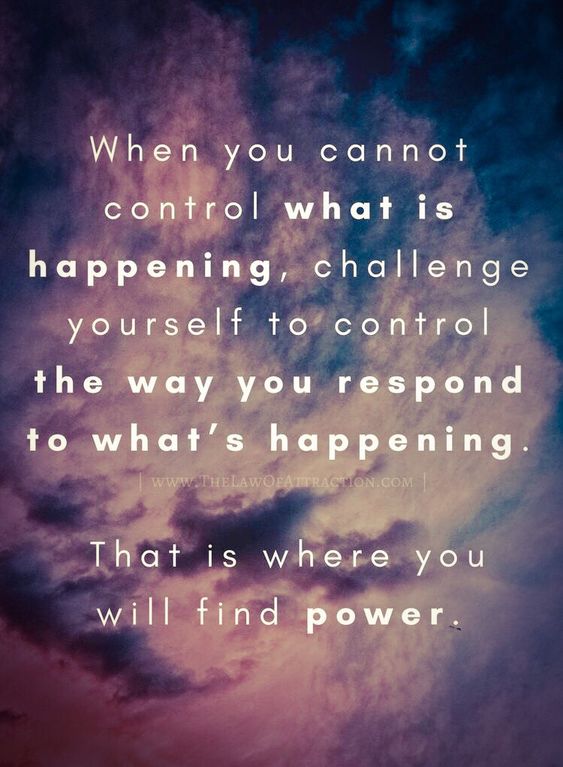 When you cannot
control what is
happening, challenge
yourself to control
the way you respond
to what’s happening.
| www.TheLawOfAttraction.com |
That is where you
will find power.